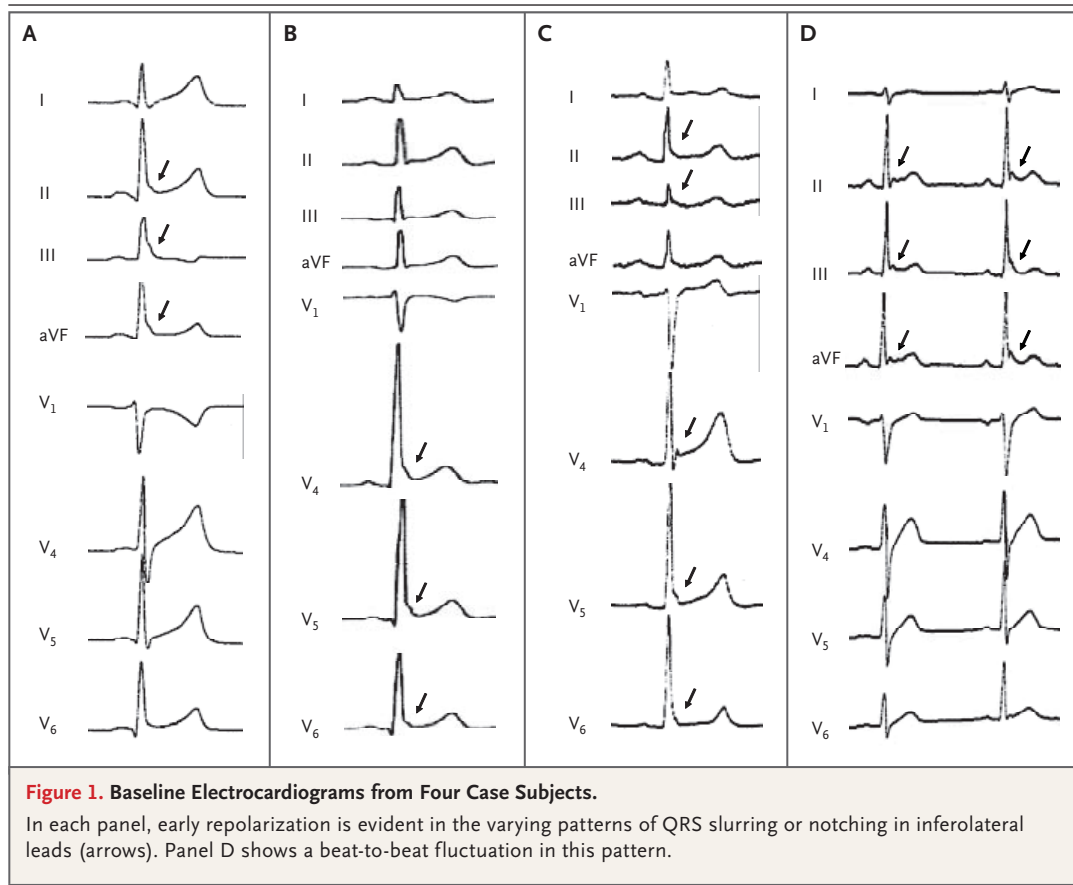 A
I
II
III
aVF
V1
V4
V5
V6
B
I
II
III
aVF
V1
V4
V5
V6
C
I
II
III
aVF
V1
V4
V5
V6
D
I
II
III
aVF
V1
V4
V5
V6
Figure 1. Baseline Electrocardiograms from Four Case Subjects.
In each panel, early repolarization is evident in the varying patterns of QRS slurring or notching in inferolateral
leads (arrows). Panel D shows a beat-to-beat fluctuation in this pattern.